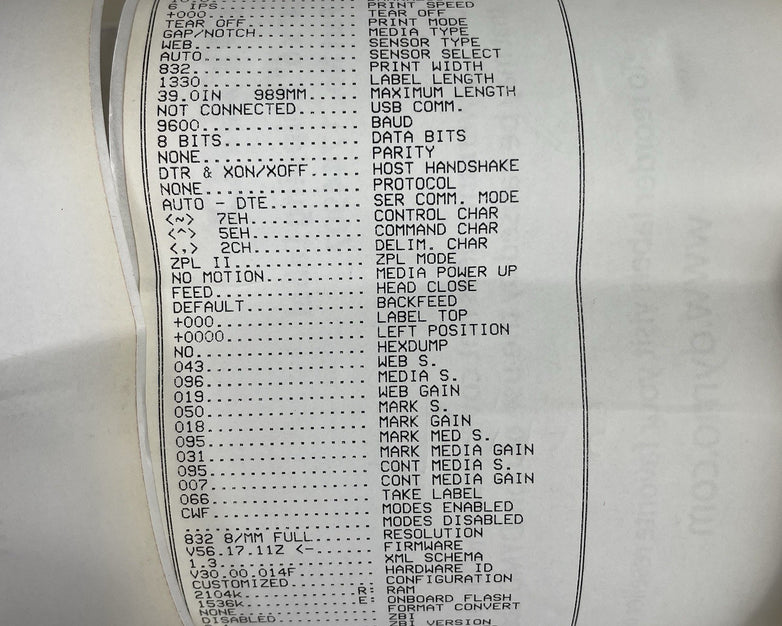 6 IPS............ PRINT SPEED
+000............. TEAR OFF
TEAR OFF......... PRINT MODE
GAP/NOTCH........ MEDIA TYPE
WEB.............. SENSOR TYPE
AUTO............. SENSOR SELECT
832.............. PRINT WIDTH
1330............. LABEL LENGTH
39.0IN   989MM... MAXIMUM LENGTH
NOT CONNECTED.... USB COMM.
9600............. BAUD
8 BITS........... DATA BITS
NONE............. PARITY
DTR & XON/XOFF... HOST HANDSHAKE
NONE............. PROTOCOL
AUTO - DTE....... SER COMM. MODE
<~>  7EH......... CONTROL CHAR
<^>  5EH......... COMMAND CHAR
<,>  2CH......... DELIM. CHAR
ZPL II........... ZPL MODE
NO MOTION........ MEDIA POWER UP
FEED............. HEAD CLOSE
DEFAULT.......... BACKFEED
+000............. LABEL TOP
+0000............ LEFT POSITION
NO............... HEXDUMP
043.............. WEB S.
096.............. MEDIA S.
019.............. WEB GAIN
050.............. MARK S.
018.............. MARK GAIN
095.............. MARK MED S.
031.............. MARK MEDIA GAIN
095.............. CONT MEDIA S.
007.............. CONT MEDIA GAIN
066.............. TAKE LABEL
CWF.............. MODES ENABLED
................. MODES DISABLED
832 8/MM FULL.... RESOLUTION
V56.17.11Z <-.... FIRMWARE
1.3.............. XML SCHEMA
V30.00.014F...... HARDWARE ID
CUSTOMIZED....... CONFIGURATION
2104k..........R: RAM
1536k..........E: ONBOARD FLASH
NONE............. FORMAT CONVERT
DISABLED......... ZBI
ZBI VERSION